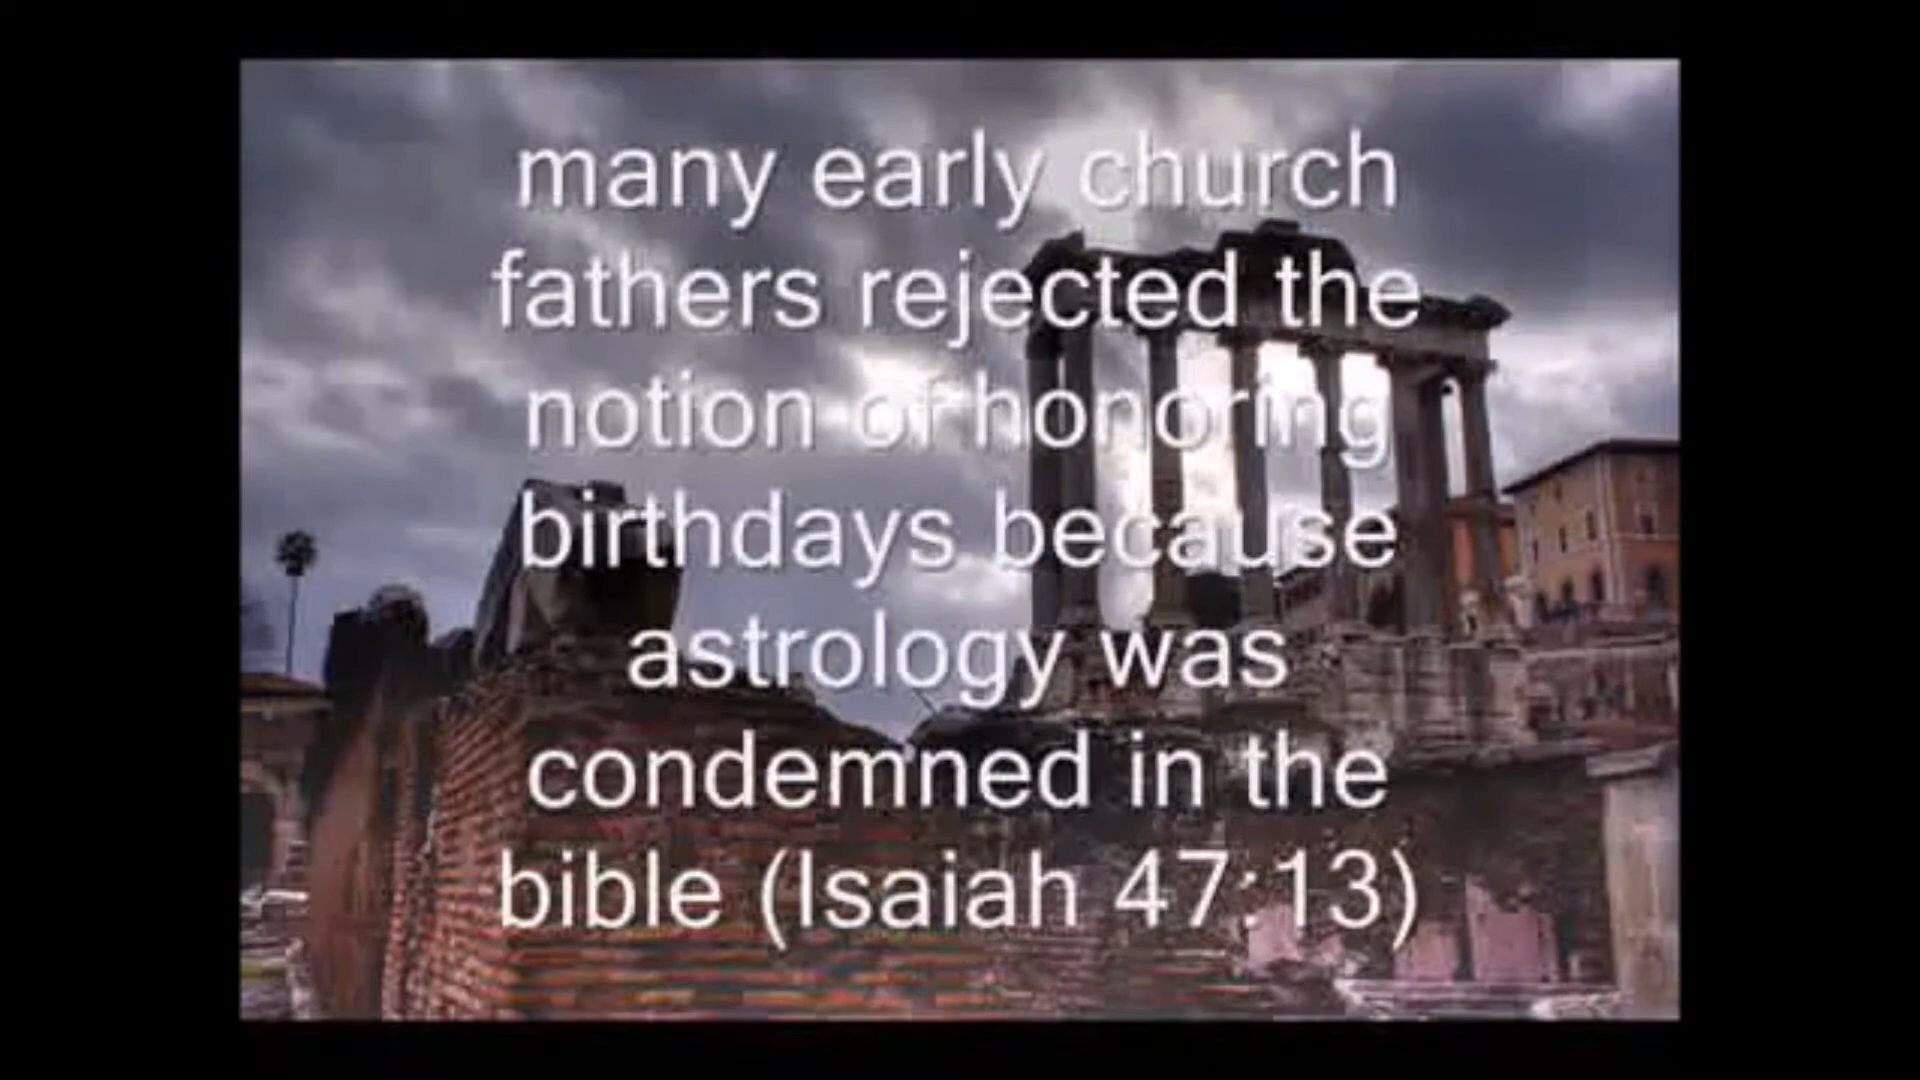 many early church
fathers rejected the
notion of honoring
birthdays because
astrology was
condemned in the
bible (Isaiah 47:13)